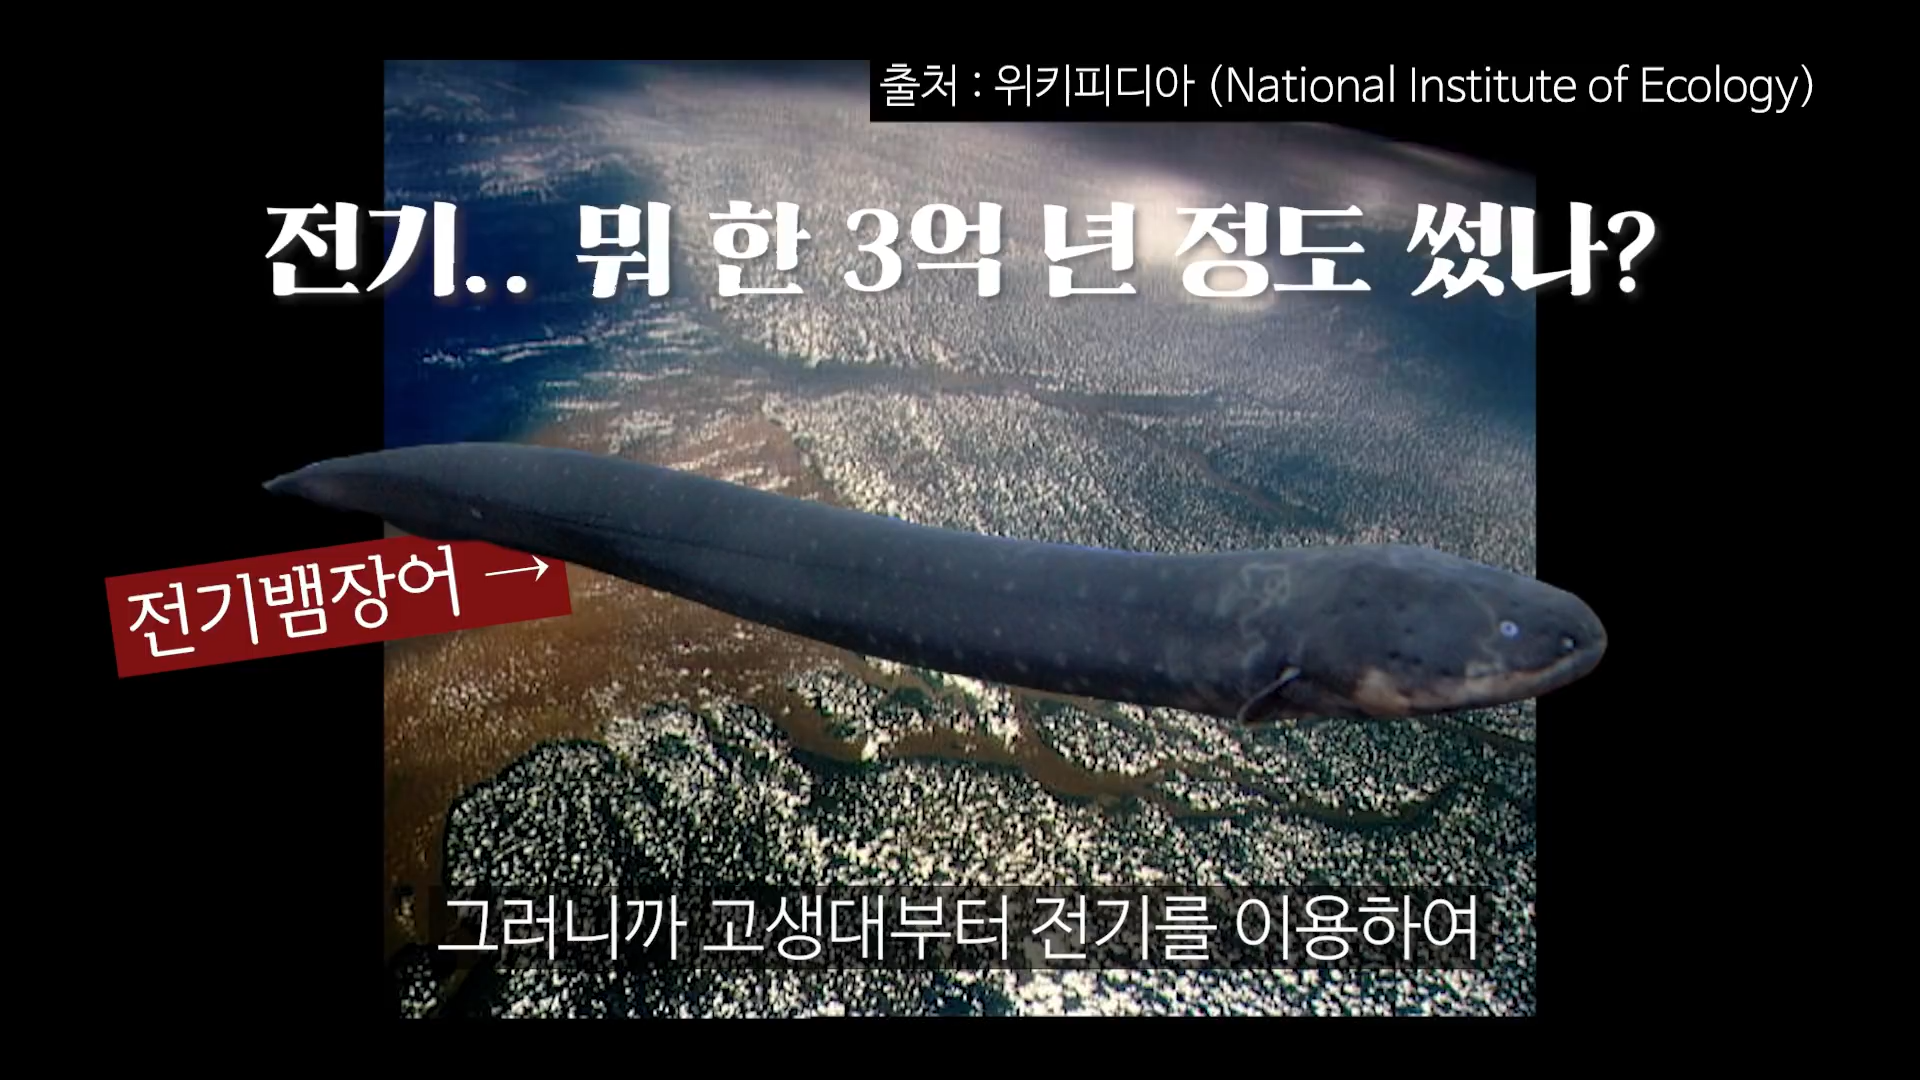 출처 : 위키피디아 (National Institute of Ecology)
전기.. 뭐 한 3억 년 정도 썼나?
전기뱀장어 →
그러니까 고생대부터 전기를 이용하여